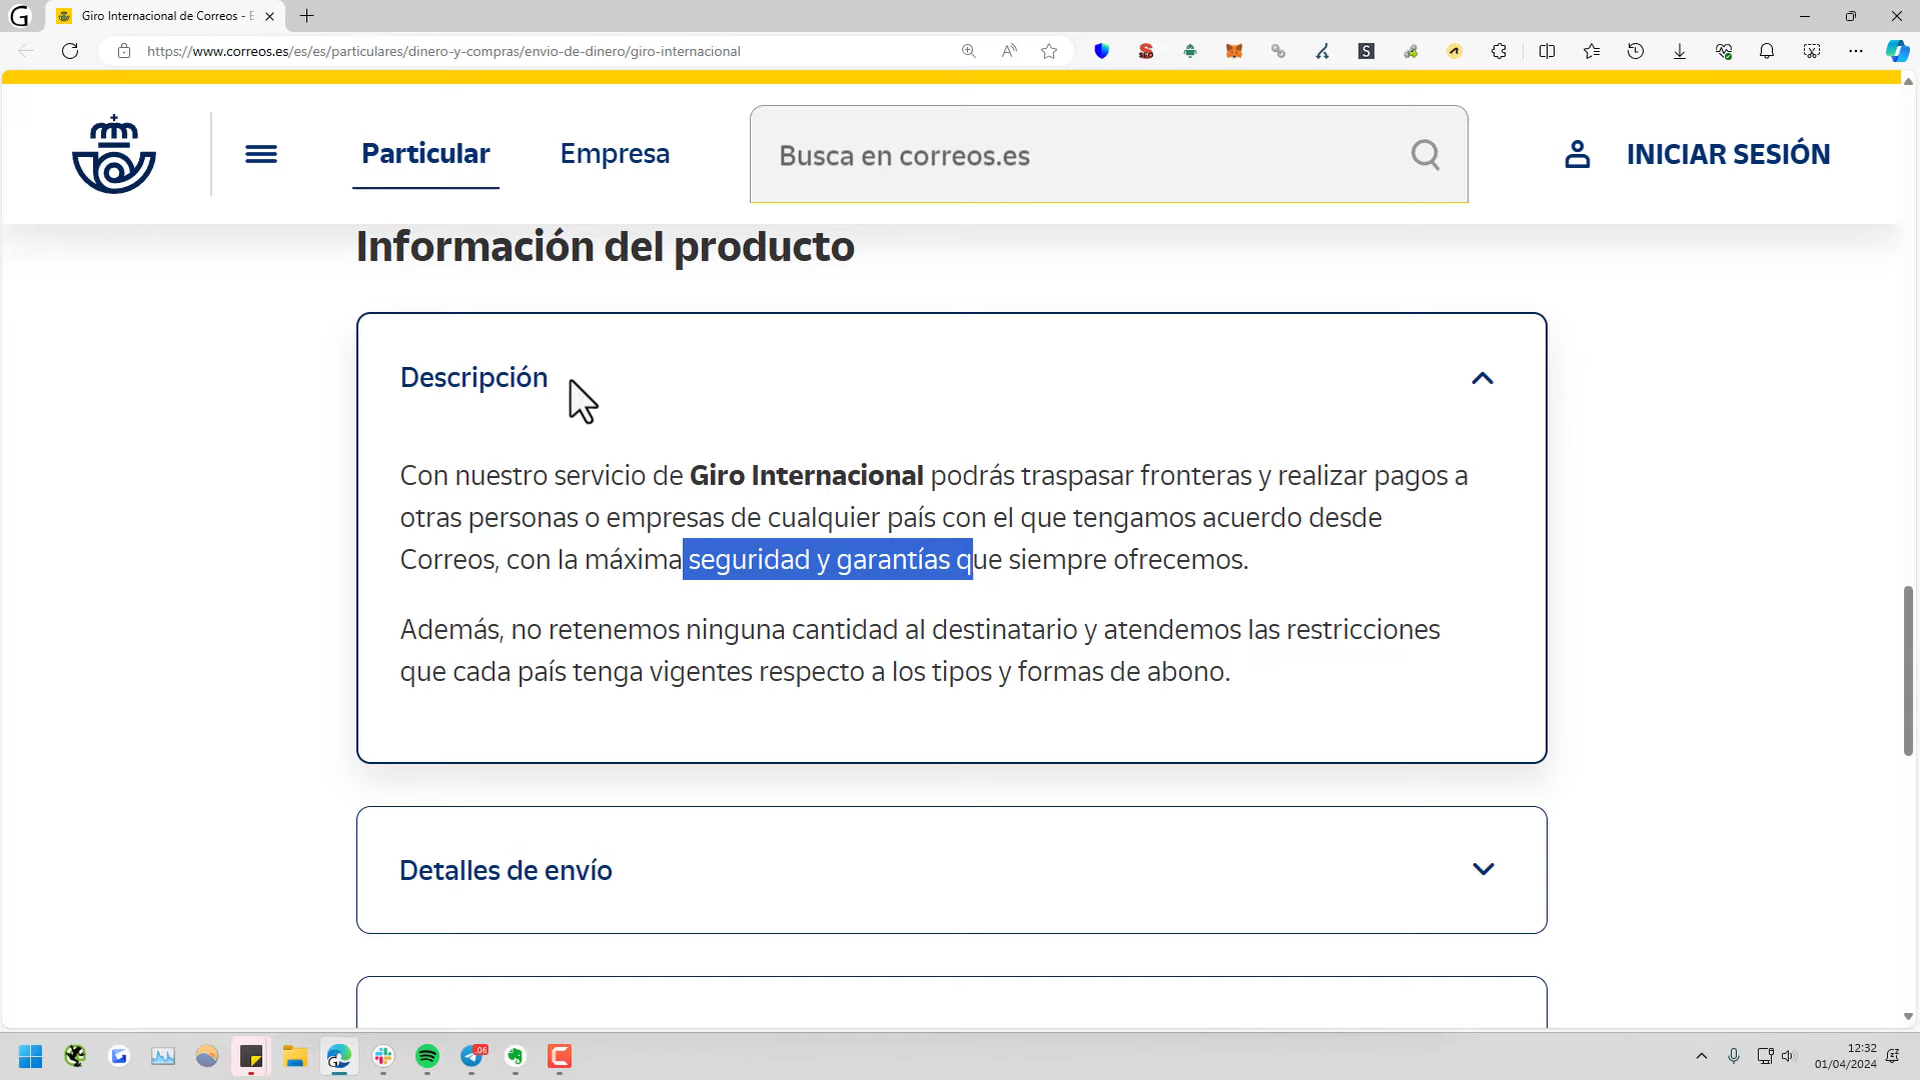 Giro Internacional de Correos - E
https://www.correos.es/es/es/particulares/dinero-y-compras/envio-de-dinero/giro-internacional
Particular
Empresa
Busca en correos.es
INICIAR SESIÓN
Información del producto
Descripción
Con nuestro servicio de Giro Internacional podrás traspasar fronteras y realizar pagos a
otras personas o empresas de cualquier país con el que tengamos acuerdo desde
Correos, con la máxima seguridad y garantías que siempre ofrecemos.
Además, no retenemos ninguna cantidad al destinatario y atendemos las restricciones
que cada país tenga vigentes respecto a los tipos y formas de abono.
Detalles de envío
12:32
01/04/2024